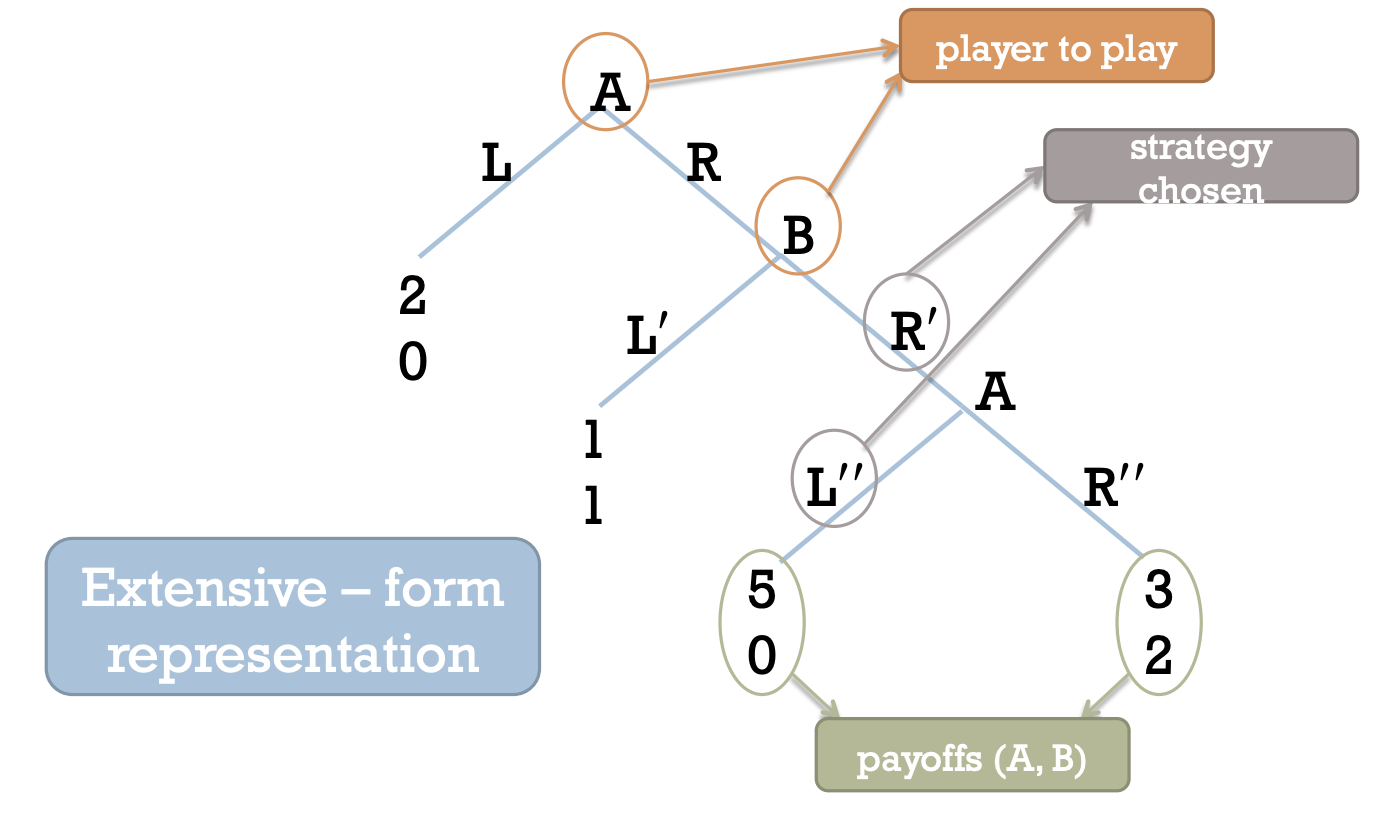 player to play
A
strategy
chosen
L
R
B
2
0
L′
R′
A
1
1
L′′
R′′
Extensive – form
representation
5
0
3
2
payoffs (A, B)